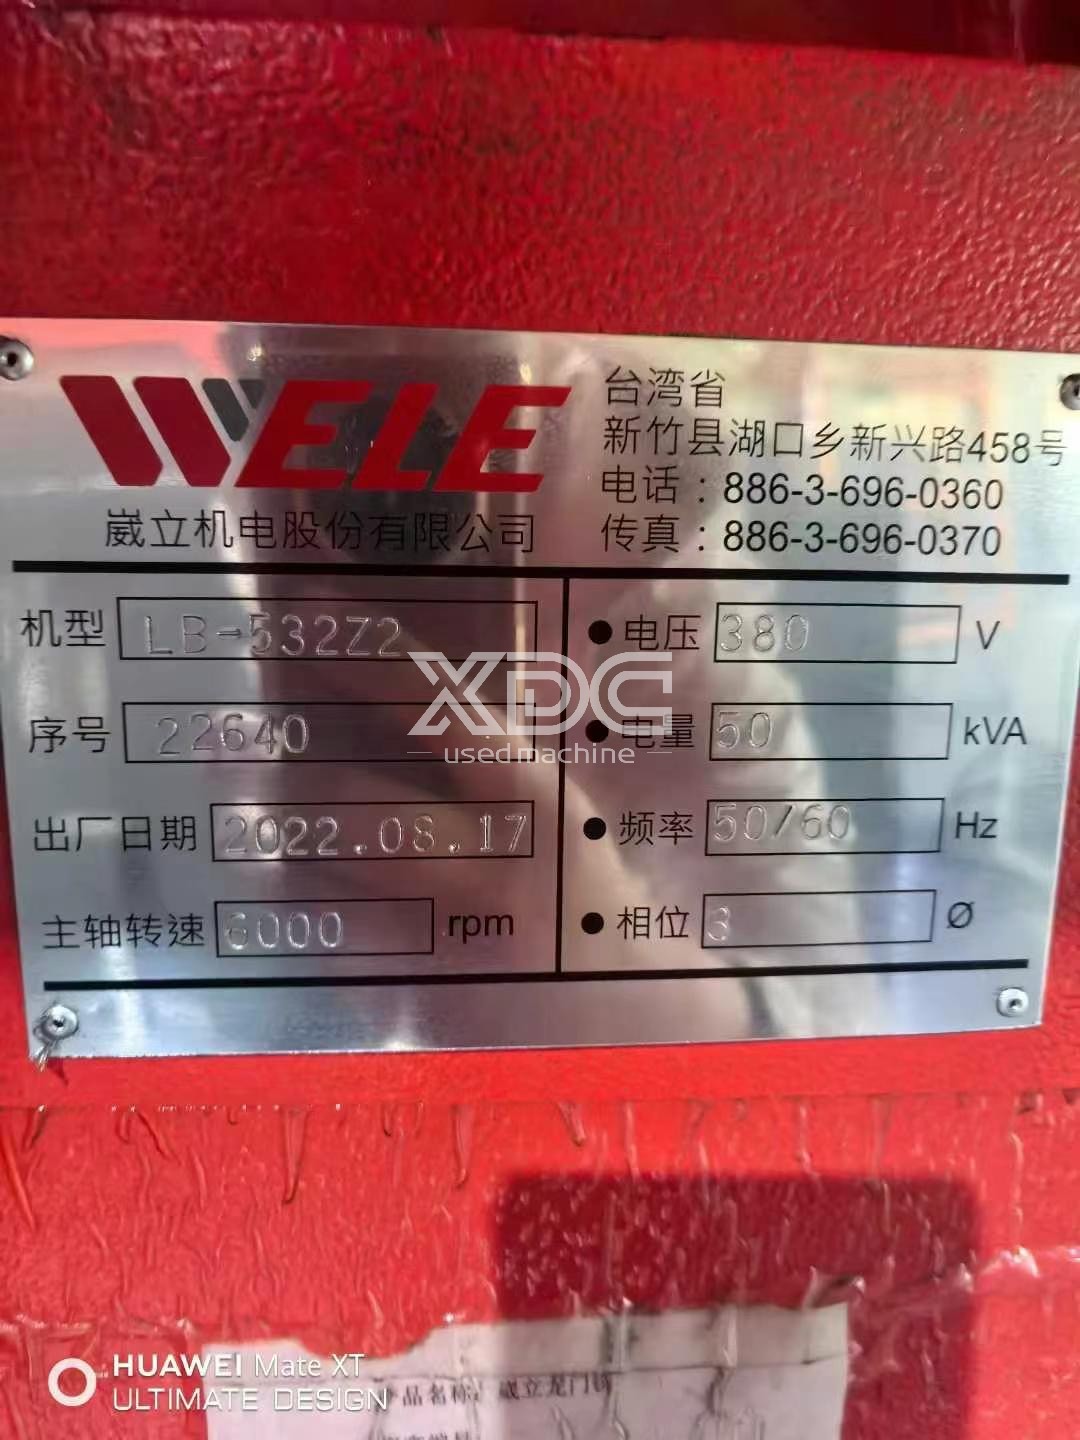 WELE
崴立机电股份有限公司
台湾省
新竹县湖口乡新兴路458号
电话：886-3-696-0360
传真：886-3-696-0370
机型 LB-532Z2
序号 22640
出厂日期 2022.08.17
主轴转速 6000 rpm
●电压 380 V
●电量 50 kVA
●频率 50/60 Hz
●相位 3 Ø
XDC
used machine
品名称: 崴立龙门铣
HUAWEI Mate XT
ULTIMATE DESIGN